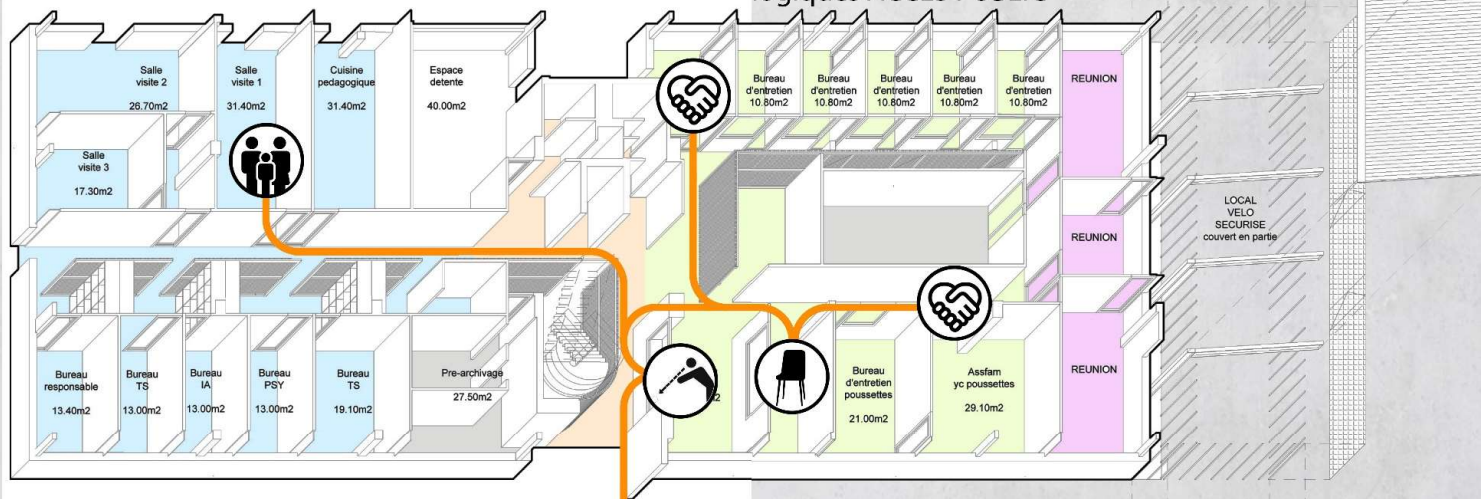 Salle
visite 2
26.70m2
Salle
visite 1
31.40m2
Cuisine
pedagogique
31.40m2
Espace
detente
40.00m2
Bureau
d'entretien
10.80m2
Bureau
d'entretien
10.80m2
Bureau
d'entretien
10.80m2
Bureau
d'entretien
10.80m2
REUNION
Salle
visite 3
17.30m2
REUNION
LOCAL
VELO
SECURISE
couvert en partie
Bureau
responsable
13.40m2
Bureau
TS
13.00m2
Bureau
IA
13.00m2
Bureau
PSY
13.00m2
Bureau
TS
19.10m2
Pre-archivage
27.50m2
Bureau
d'entretien
poussettes
21.00m2
Assfam
yc poussettes
29.10m2
REUNION